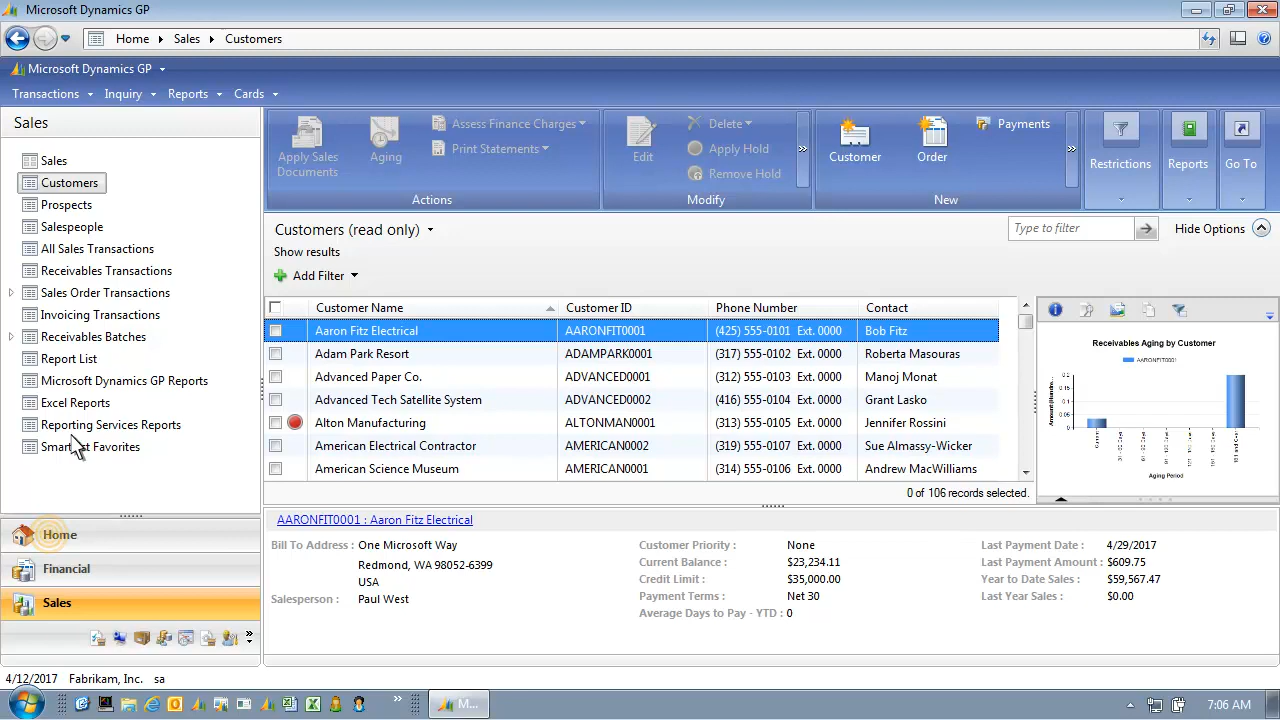 Microsoft Dynamics GP
Home Sales Customers
Microsoft Dynamics GP
Transactions Inquiry Reports Cards
Sales
Sales
Customers
Prospects
Salespeople
All Sales Transactions
Receivables Transactions
Sales Order Transactions
Invoicing Transactions
Receivables Batches
Report List
Microsoft Dynamics GP Reports
Excel Reports
Reporting Services Reports
Favorites
Home
Financial
Sales
Apply Sales Documents
Aging
Assess Finance Charges
Print Statements
Actions
Edit
Delete
Apply Hold
Remove Hold
Modify
Customer
Order
Payments
New
Restrictions
Reports
Go To
Customers (read only)
Type to filter
Hide Options
Show results
Add Filter
Customer Name Customer ID Phone Number Contact
Aaron Fitz Electrical AARONFIT0001 (425) 555-0101 Ext. 0000 Bob Fitz
Adam Park Resort ADAMPARK0001 (317) 555-0102 Ext. 0000 Roberta Masouras
Advanced Paper Co. ADVANCED0001 (312) 555-0103 Ext. 0000 Manoj Monat
Advanced Tech Satellite System ADVANCED0002 (416) 555-0104 Ext. 0000 Grant Lasko
Alton Manufacturing ALTONMAN0001 (313) 555-0105 Ext. 0000 Jennifer Rossini
American Electrical Contractor AMERICAN0002 (319) 555-0107 Ext. 0000 Sue Almassy-Wicker
American Science Museum AMERICAN0001 (314) 555-0106 Ext. 0000 Andrew MacWilliams
0 of 106 records selected.
Receivables Aging by Customer
AARONFIT0001
Aging Period
AARONFIT0001 : Aaron Fitz Electrical
Bill To Address : One Microsoft Way
Redmond, WA 98052-6399
USA
Salesperson : Paul West
Customer Priority : None
Current Balance : $23,234.11
Credit Limit : $35,000.00
Payment Terms : Net 30
Average Days to Pay - YTD : 0
Last Payment Date : 4/29/2017
Last Payment Amount : $609.75
Year to Date Sales : $59,567.47
Last Year Sales : $0.00
4/12/2017 Fabrikam, Inc. sa
M...
7:06 AM